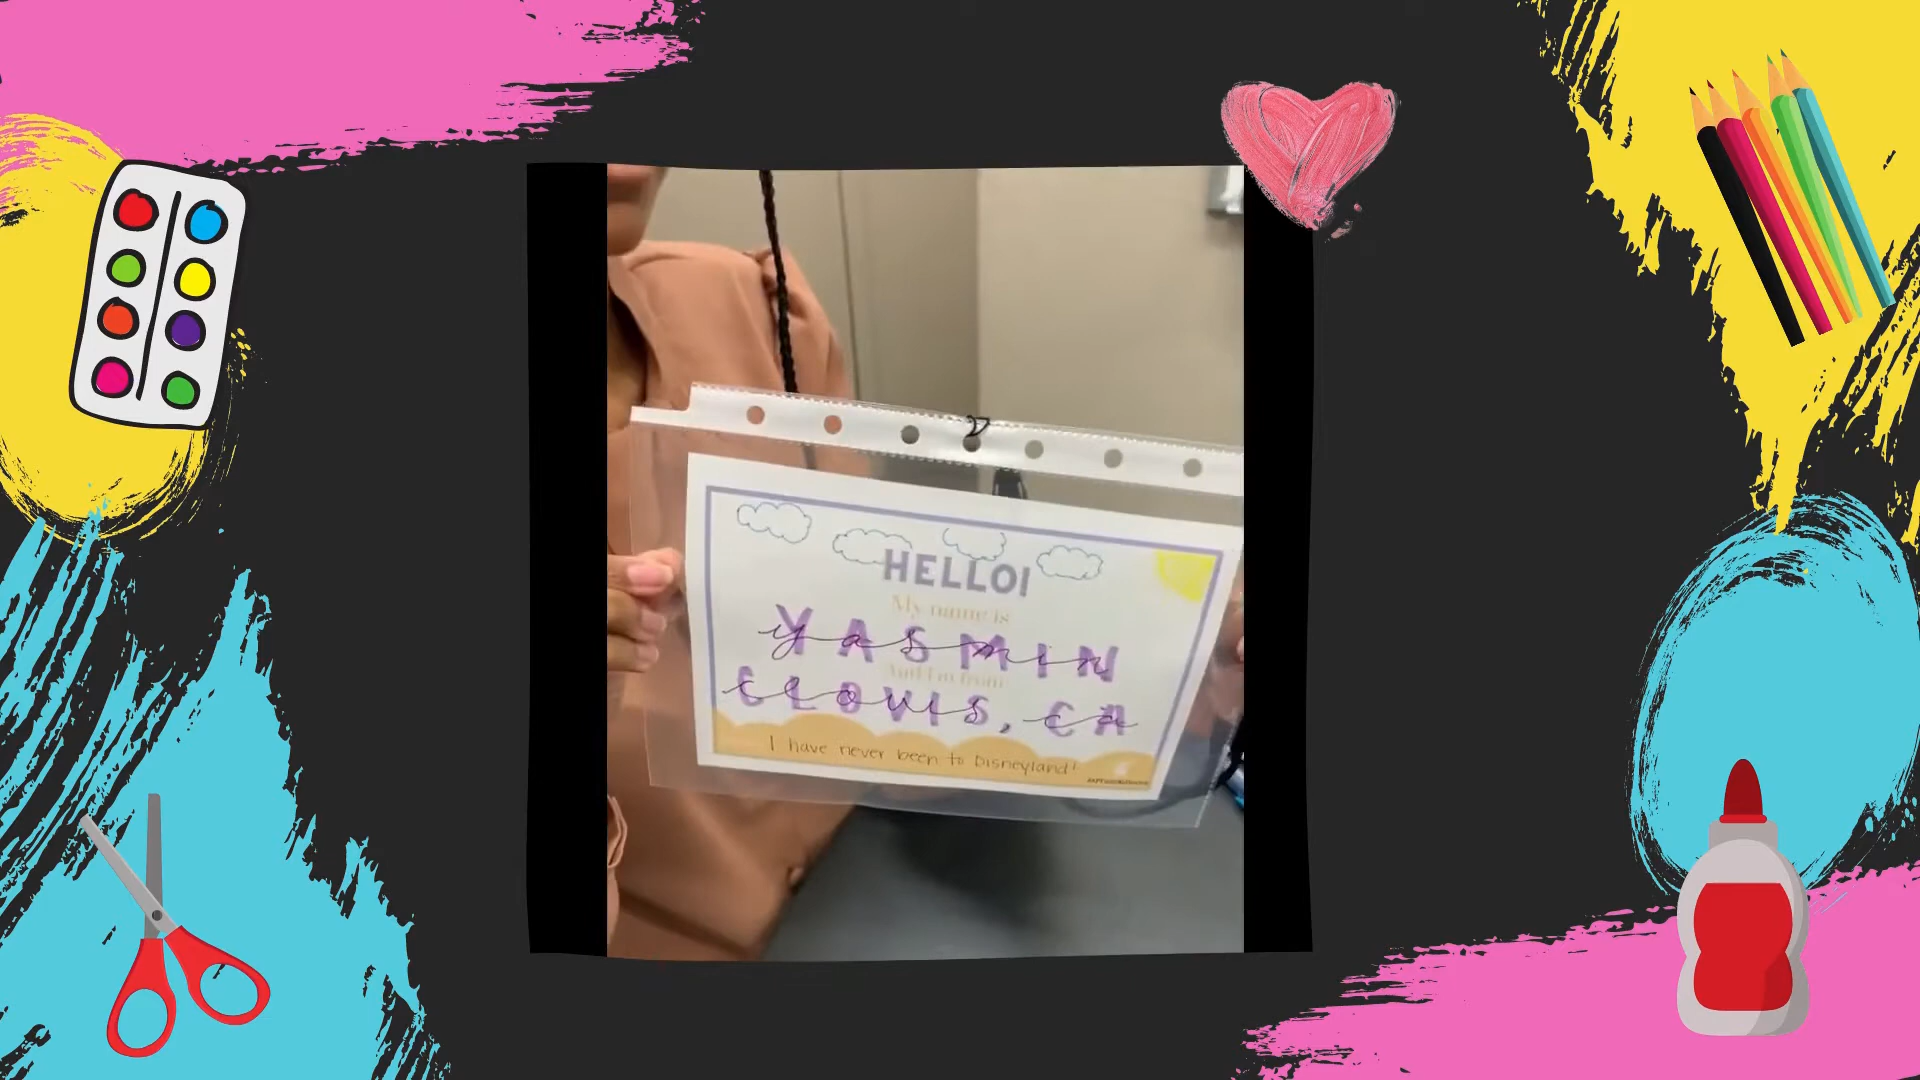 HELLO!
My name is
YASMIN
And I'm from
CLOVIS, CA
I have never been to Disneyland!